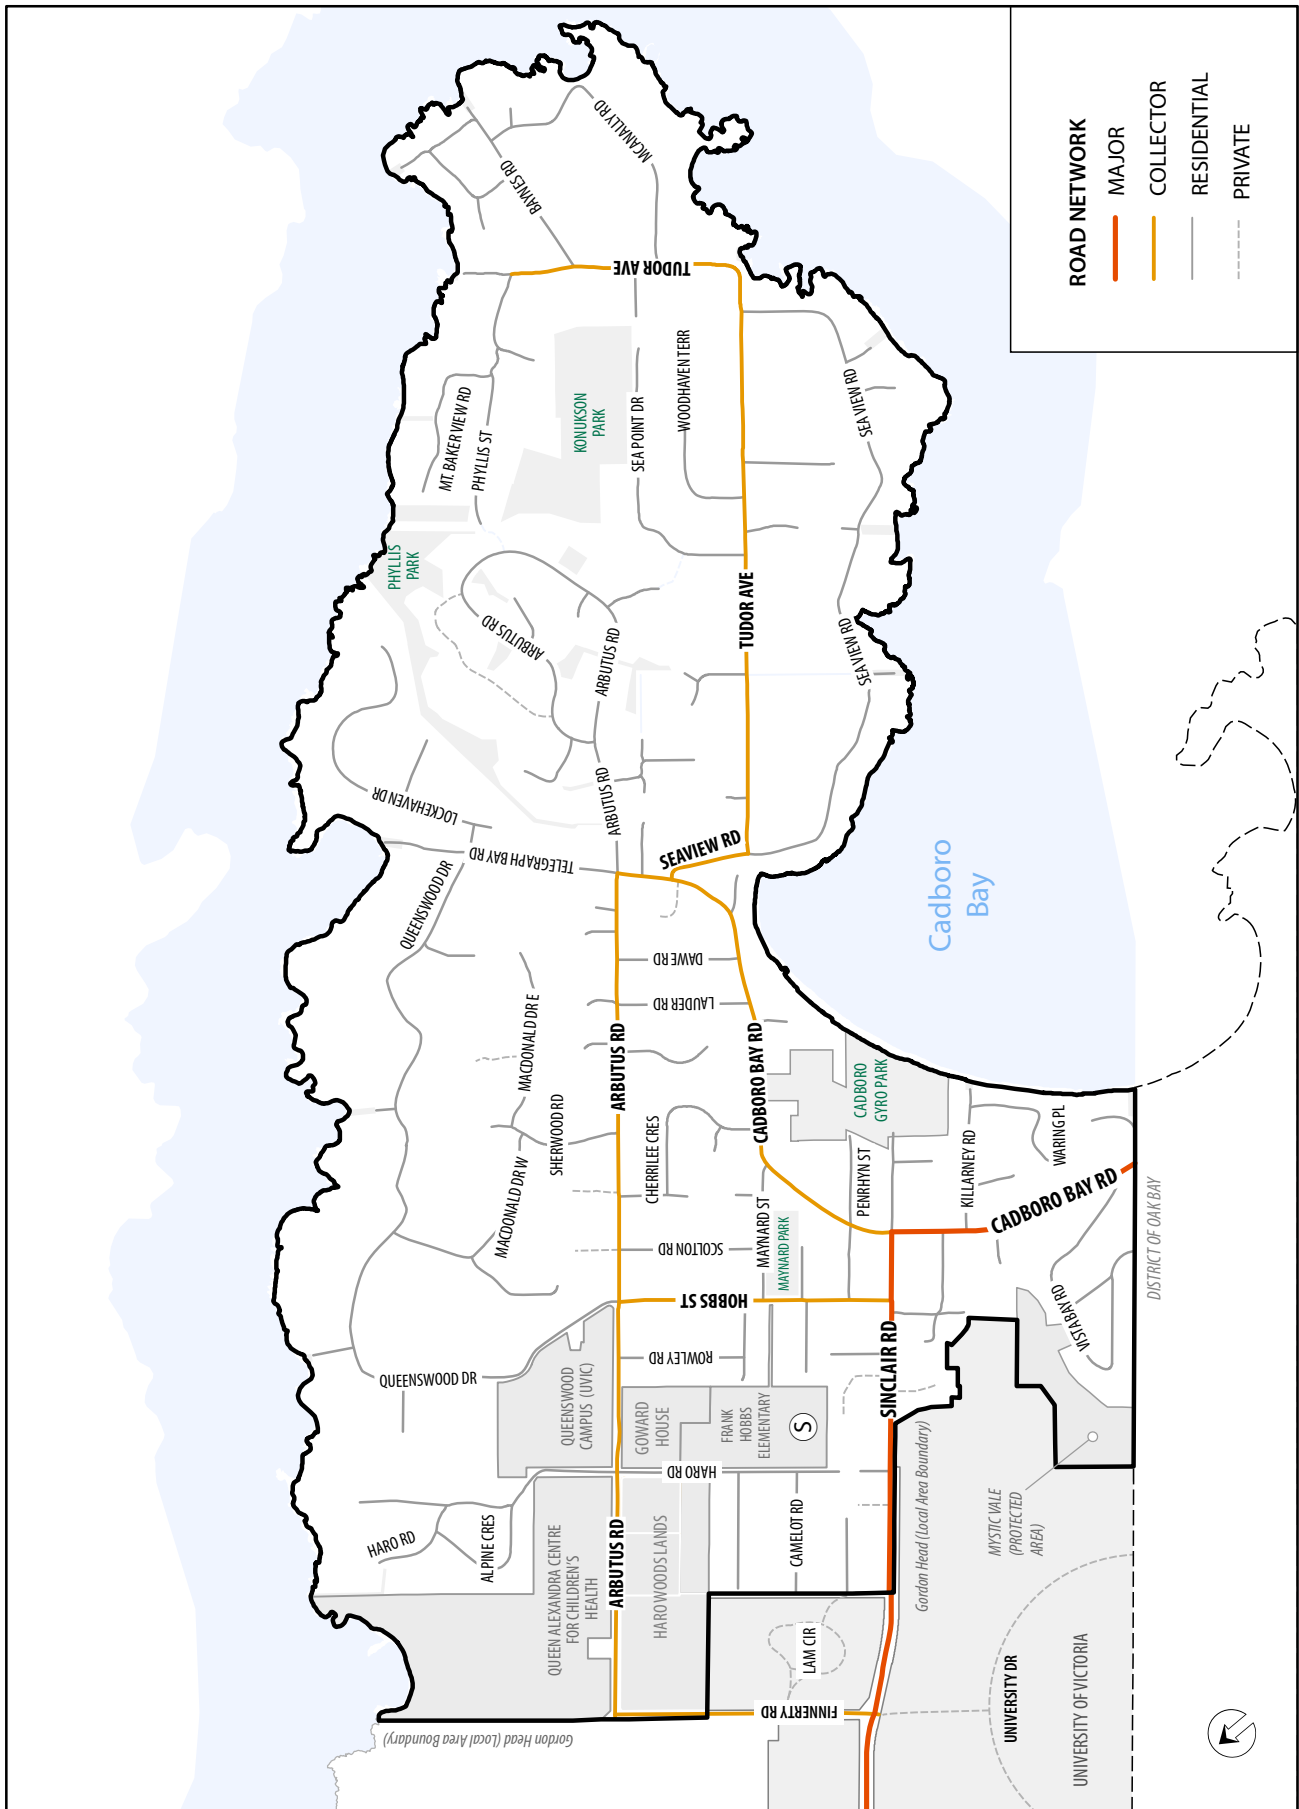 ROAD NETWORK
MAJOR
COLLECTOR
RESIDENTIAL
PRIVATE
MCANALLY RD
BAYNES RD
TUDOR AVE
WOODHAVEN TERR
SEA POINT DR
KONUKSON
PARK
MT. BAKER VIEW RD
PHYLLIS ST
PHYLLIS
PARK
SEA VIEW RD
TUDOR AVE
SEA VIEW RD
ARBUTUS RD
ARBUTUS RD
ARBUTUS RD
LOCKEHAVEN DR
TELEGRAPH BAY RD
SEAVIEW RD
QUEENSWOOD DR
DAWE RD
LAUDER RD
Cadboro
Bay
MACDONALD DR E
ARBUTUS RD
CADBORO BAY RD
CADBORO
GYRO PARK
SHERWOOD RD
CHERRILEE CRES
MACDONALD DR W
MAYNARD ST
PENRHYN ST
KILLARNEY RD
WARING PL
CADBORO BAY RD
DISTRICT OF OAK BAY
SCOLTON RD
MAYNARD PARK
HOBBS ST
VISTA BAY RD
ROWLEY RD
SINCLAIR RD
QUEENSWOOD DR
QUEENSWOOD
CAMPUS (UVIC)
GOWARD
HOUSE
FRANK
HOBBS
ELEMENTARY
S
HARO RD
Gordon Head (Local Area Boundary)
MYSTIC VALE
(PROTECTED
AREA)
HARO RD
ALPINE CRES
QUEEN ALEXANDRA CENTRE
FOR CHILDREN'S
HEALTH
ARBUTUS RD
HAROWOODS LANDS
CAMELOT RD
LAM CIR
FINNERTY RD
UNIVERSITY DR
UNIVERSITY OF VICTORIA
Gordon Head (Local Area Boundary)